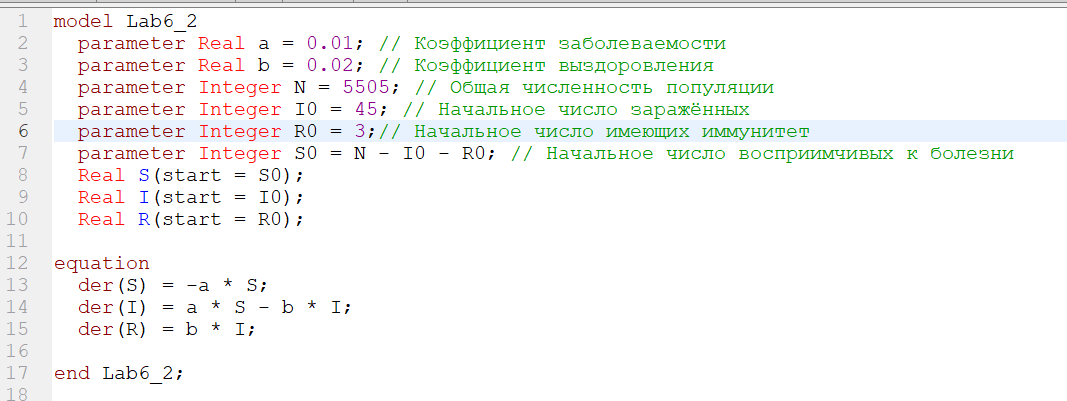 1 model Lab6_2
2 parameter Real a = 0.01; // Коэффициент заболеваемости
3 parameter Real b = 0.02; // Коэффициент выздоровления
4 parameter Integer N = 5505; // Общая численность популяции
5 parameter Integer I0 = 45; // Начальное число заражённых
6 parameter Integer R0 = 3;// Начальное число имеющих иммунитет
7 parameter Integer S0 = N - I0 - R0; // Начальное число восприимчивых к болезни
8 Real S(start = S0);
9 Real I(start = I0);
10 Real R(start = R0);
11
12 equation
13 der(S) = -a * S;
14 der(I) = a * S - b * I;
15 der(R) = b * I;
16
17 end Lab6_2;
18